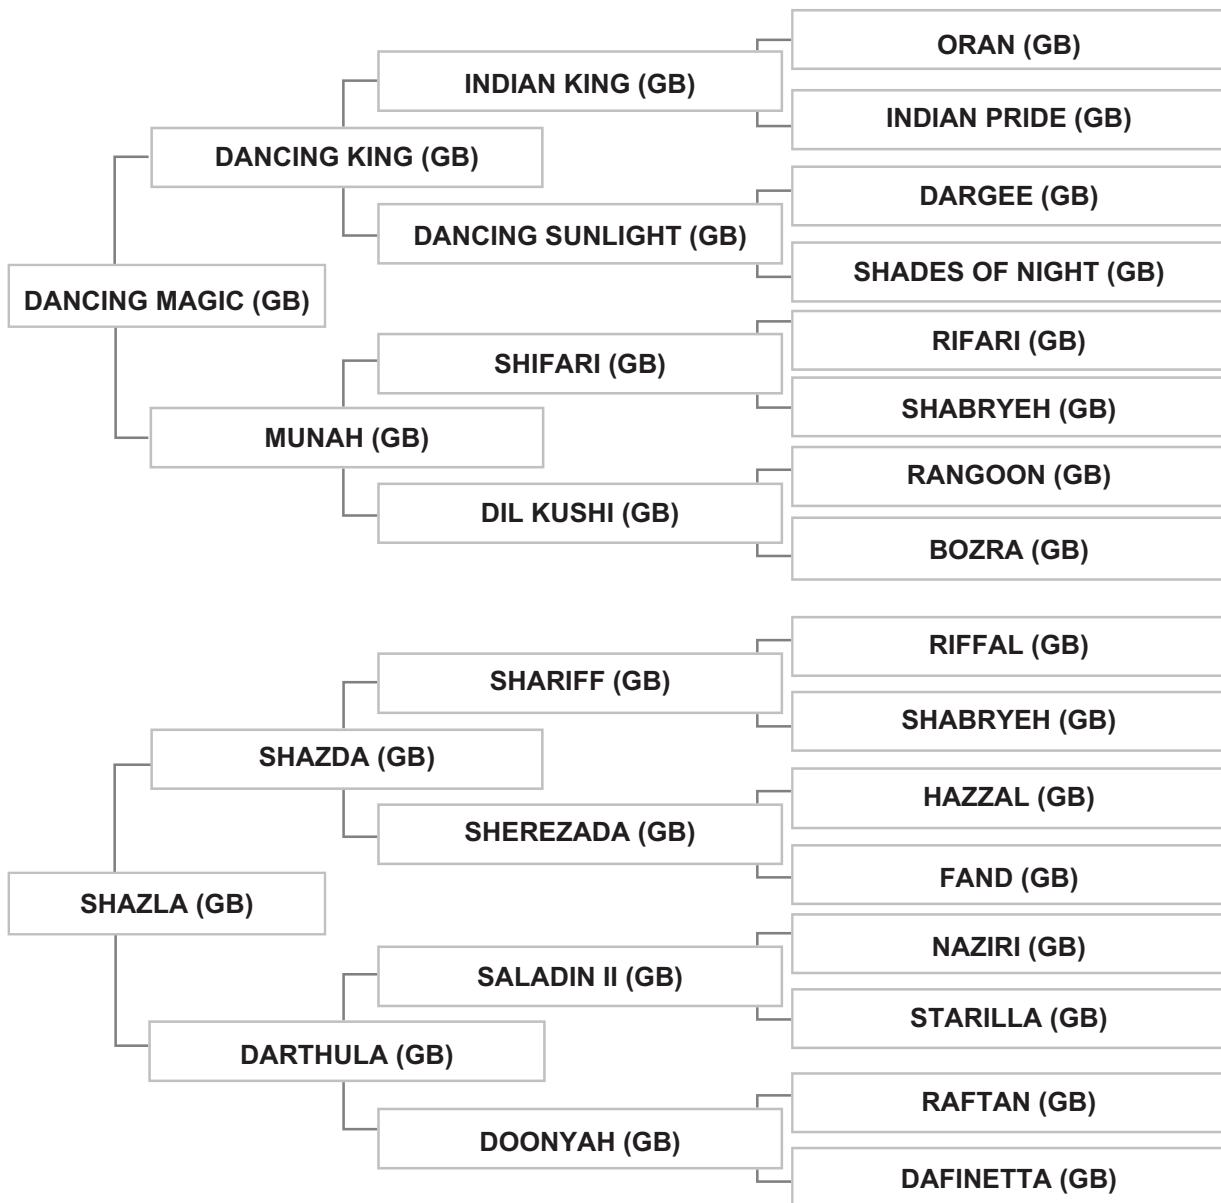 ORAN (GB)
INDIAN KING (GB)
INDIAN PRIDE (GB)
DANCING KING (GB)
DARGEE (GB)
DANCING SUNLIGHT (GB)
SHADES OF NIGHT (GB)
DANCING MAGIC (GB)
RIFARI (GB)
SHIFARI (GB)
SHABRYEH (GB)
MUNAH (GB)
RANGOON (GB)
DIL KUSHI (GB)
BOZRA (GB)
RIFFAL (GB)
SHARIFF (GB)
SHABRYEH (GB)
SHAZDA (GB)
HAZZAL (GB)
SHEREZADA (GB)
FAND (GB)
SHAZLA (GB)
NAZIRI (GB)
SALADIN II (GB)
STARILLA (GB)
DARTHULA (GB)
RAFTAN (GB)
DOONYAH (GB)
DAFINETTA (GB)